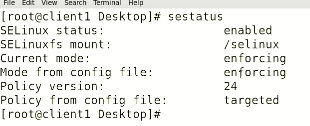 File Edit View Search Terminal Help
[root@client1 Desktop]# sestatus
SELinux status:                 enabled
SELinuxfs mount:                /selinux
Current mode:                   enforcing
Mode from config file:          enforcing
Policy version:                 24
Policy from config file:        targeted
[root@client1 Desktop]#